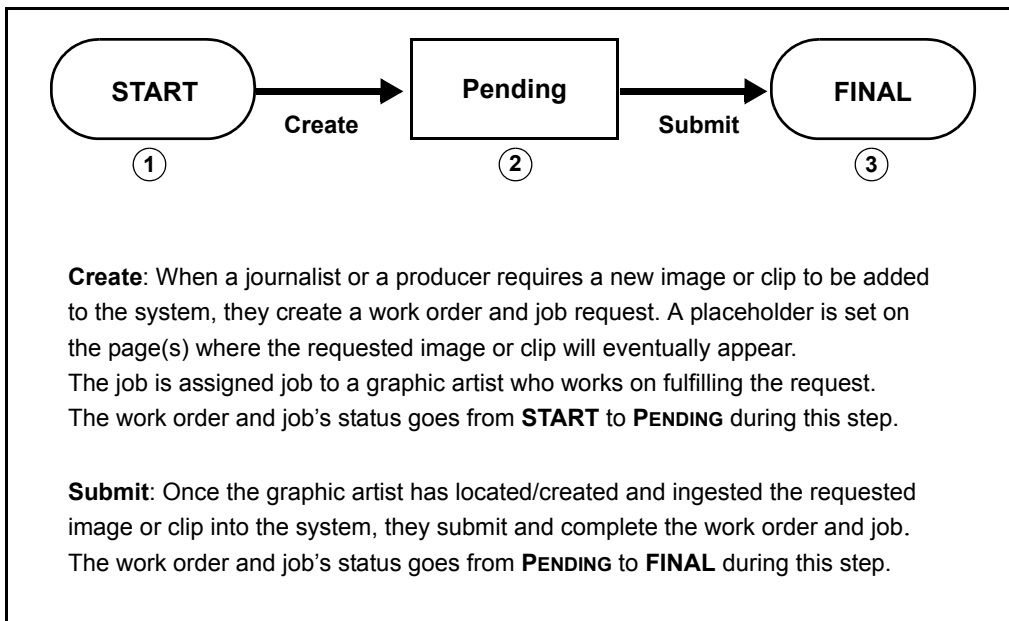 START
Pending
FINAL
Create
Submit
1
2
3
Create: When a journalist or a producer requires a new image or clip to be added
to the system, they create a work order and job request. A placeholder is set on
the page(s) where the requested image or clip will eventually appear.
The job is assigned job to a graphic artist who works on fulfilling the request.
The work order and job’s status goes from START to PENDING during this step.
Submit: Once the graphic artist has located/created and ingested the requested
image or clip into the system, they submit and complete the work order and job.
The work order and job’s status goes from PENDING to FINAL during this step.